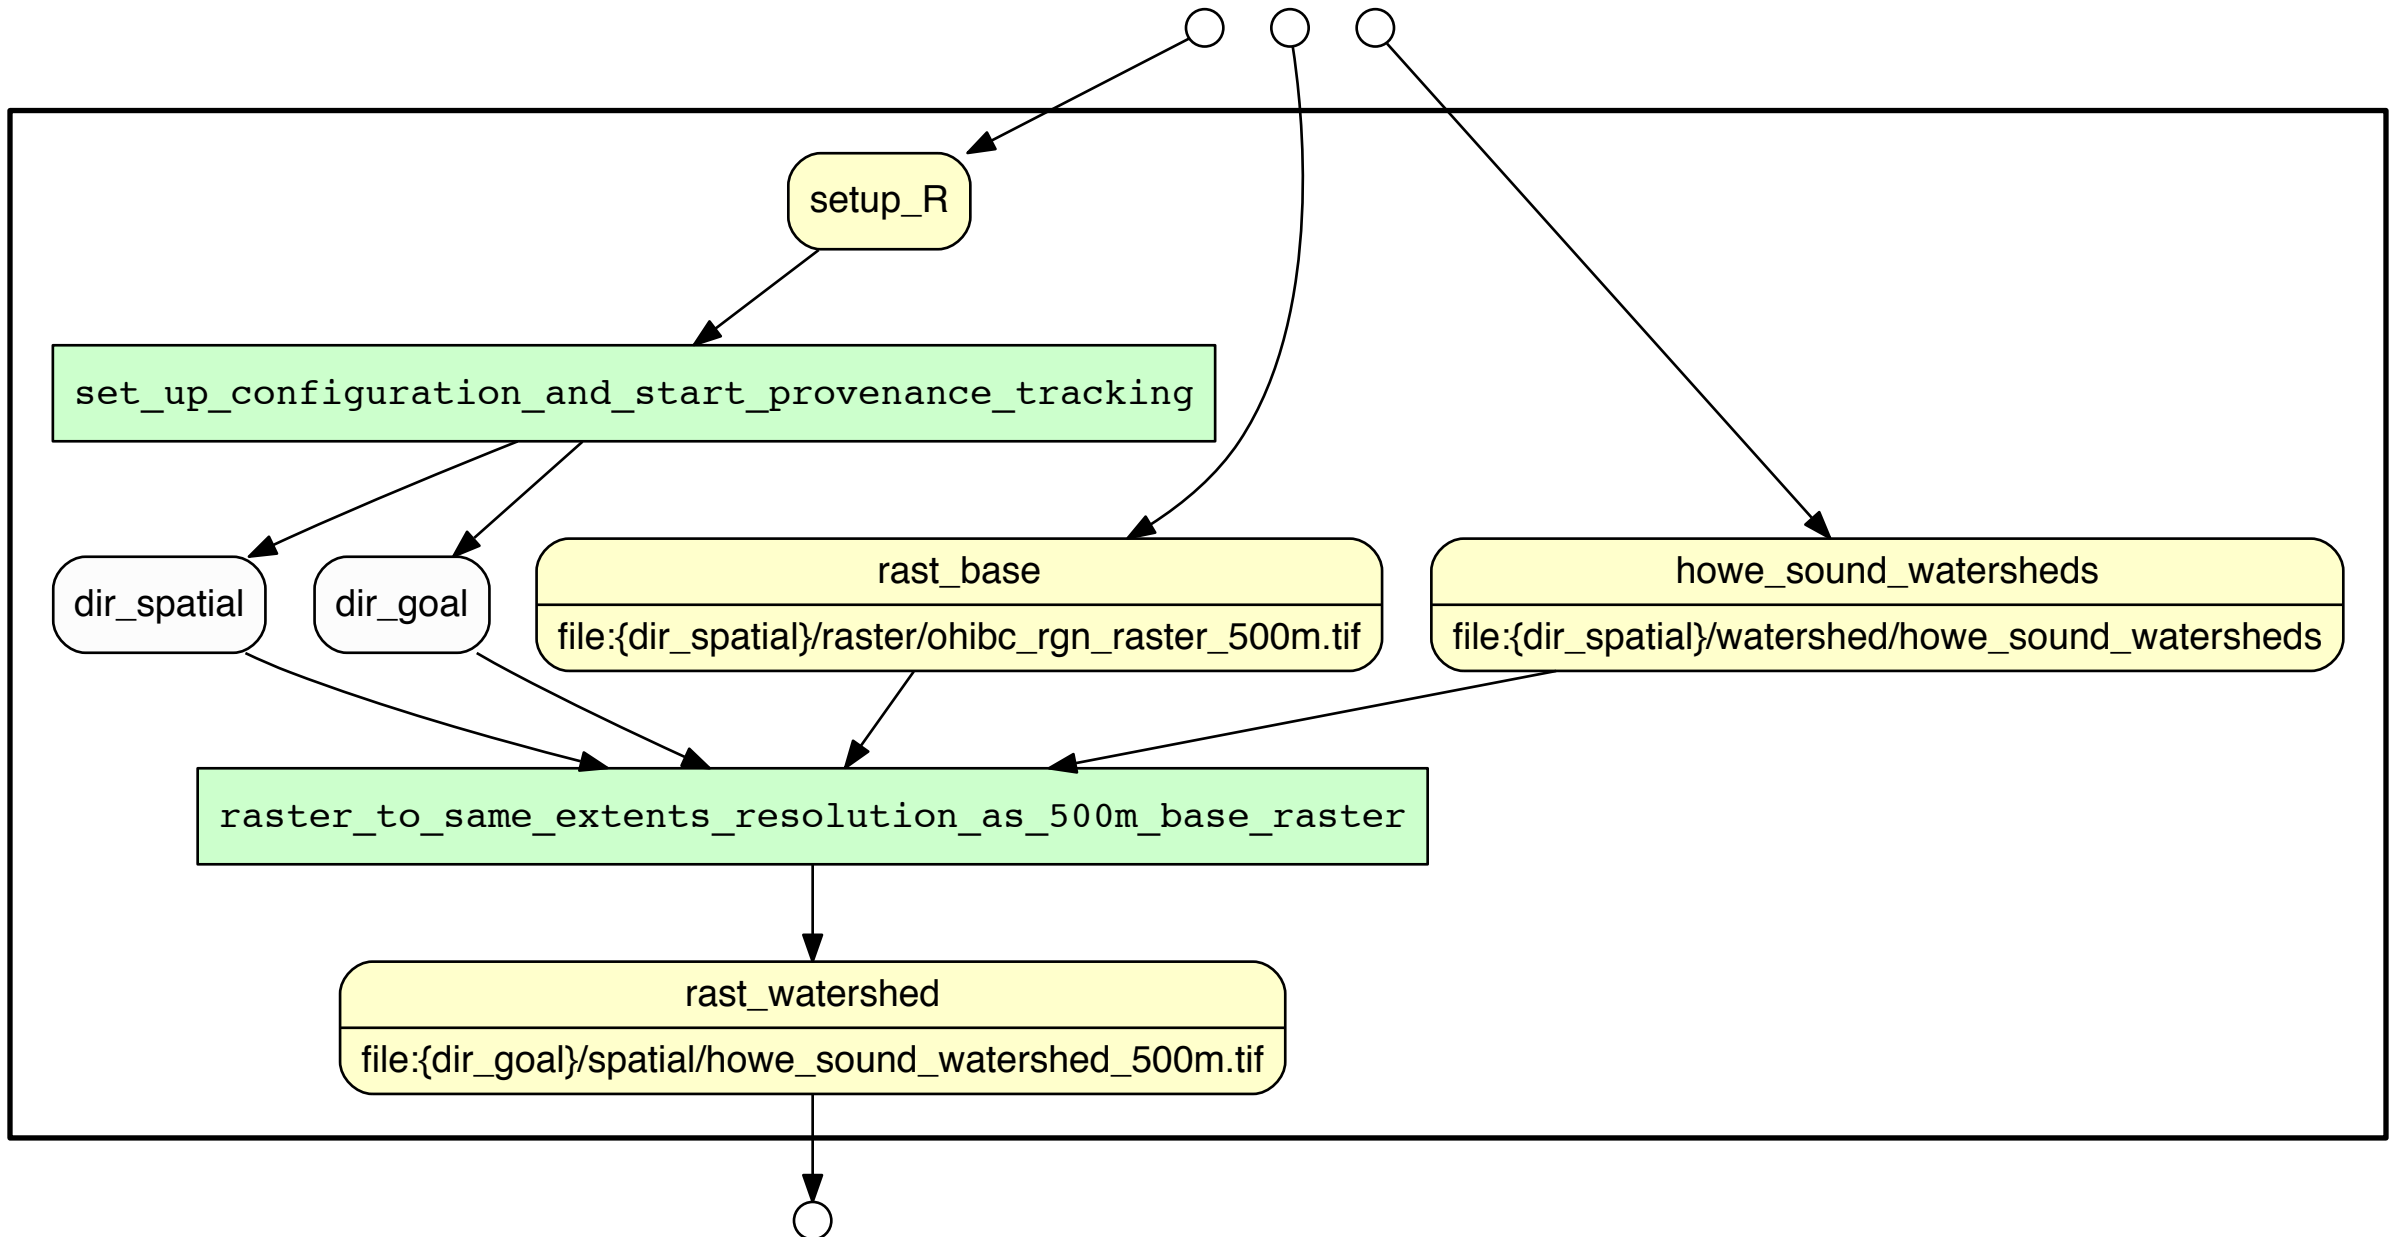 setup_R
set_up_configuration_and_start_provenance_tracking
dir_spatial
dir_goal
rast_base
file:{dir_spatial}/raster/ohibc_rgn_raster_500m.tif
howe_sound_watersheds
file:{dir_spatial}/watershed/howe_sound_watersheds
raster_to_same_extents_resolution_as_500m_base_raster
rast_watershed
file:{dir_goal}/spatial/howe_sound_watershed_500m.tif